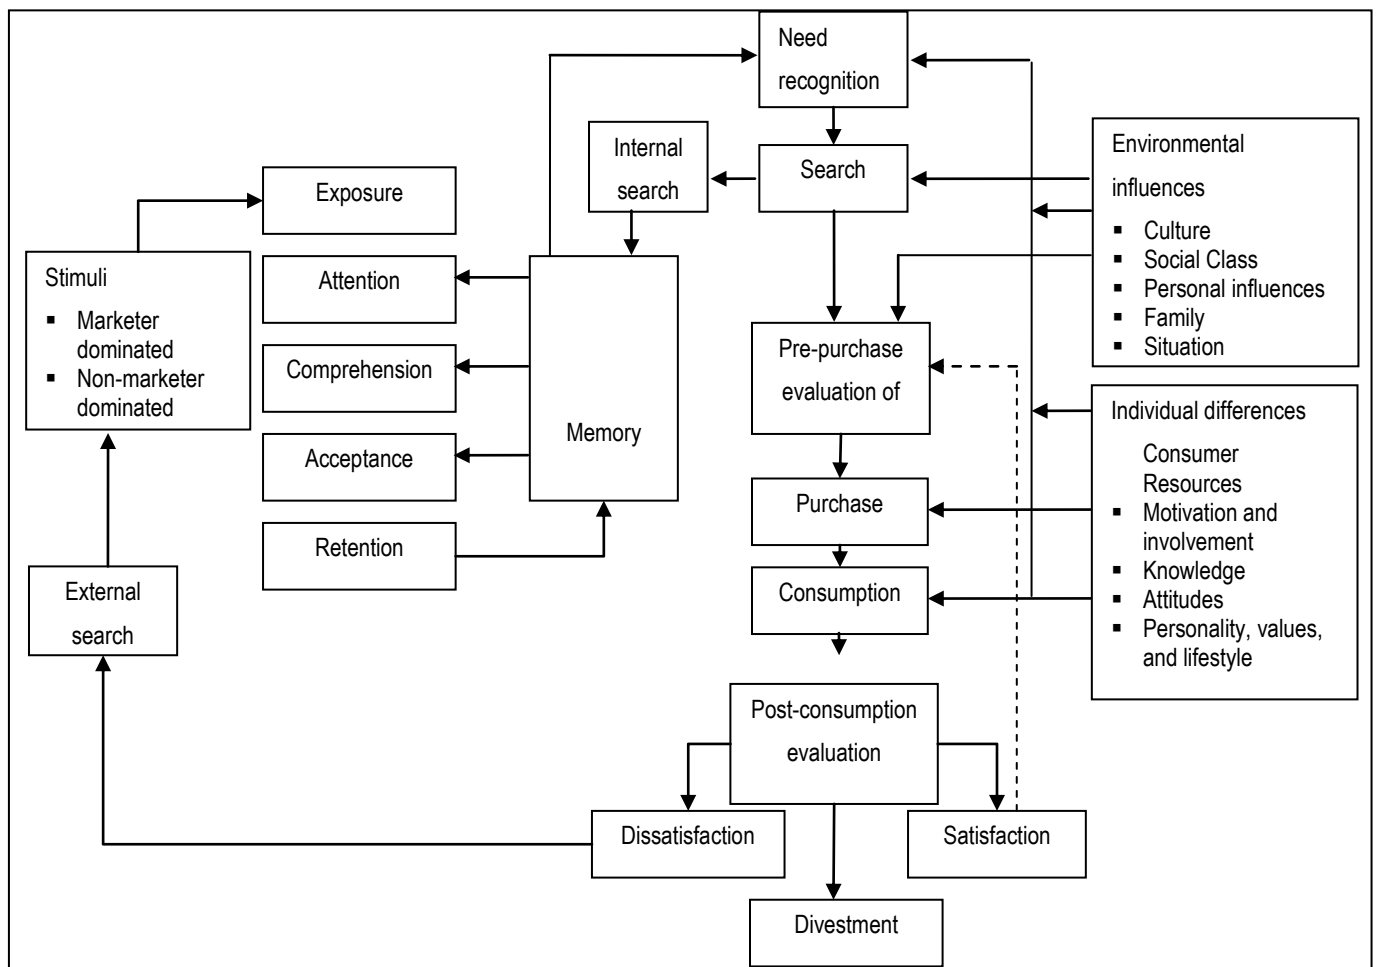 Need
recognition
Internal
search
Search
Exposure
Attention
Comprehension
Acceptance
Retention
Stimuli
▪ Marketer
dominated
▪ Non-marketer
dominated
Memory
External
search
Pre-purchase
evaluation of
Purchase
Consumption
Post-consumption
evaluation
Dissatisfaction
Satisfaction
Divestment
Environmental
influences
▪ Culture
▪ Social Class
▪ Personal influences
▪ Family
▪ Situation
Individual differences
Consumer
Resources
▪ Motivation and
involvement
▪ Knowledge
▪ Attitudes
▪ Personality, values,
and lifestyle